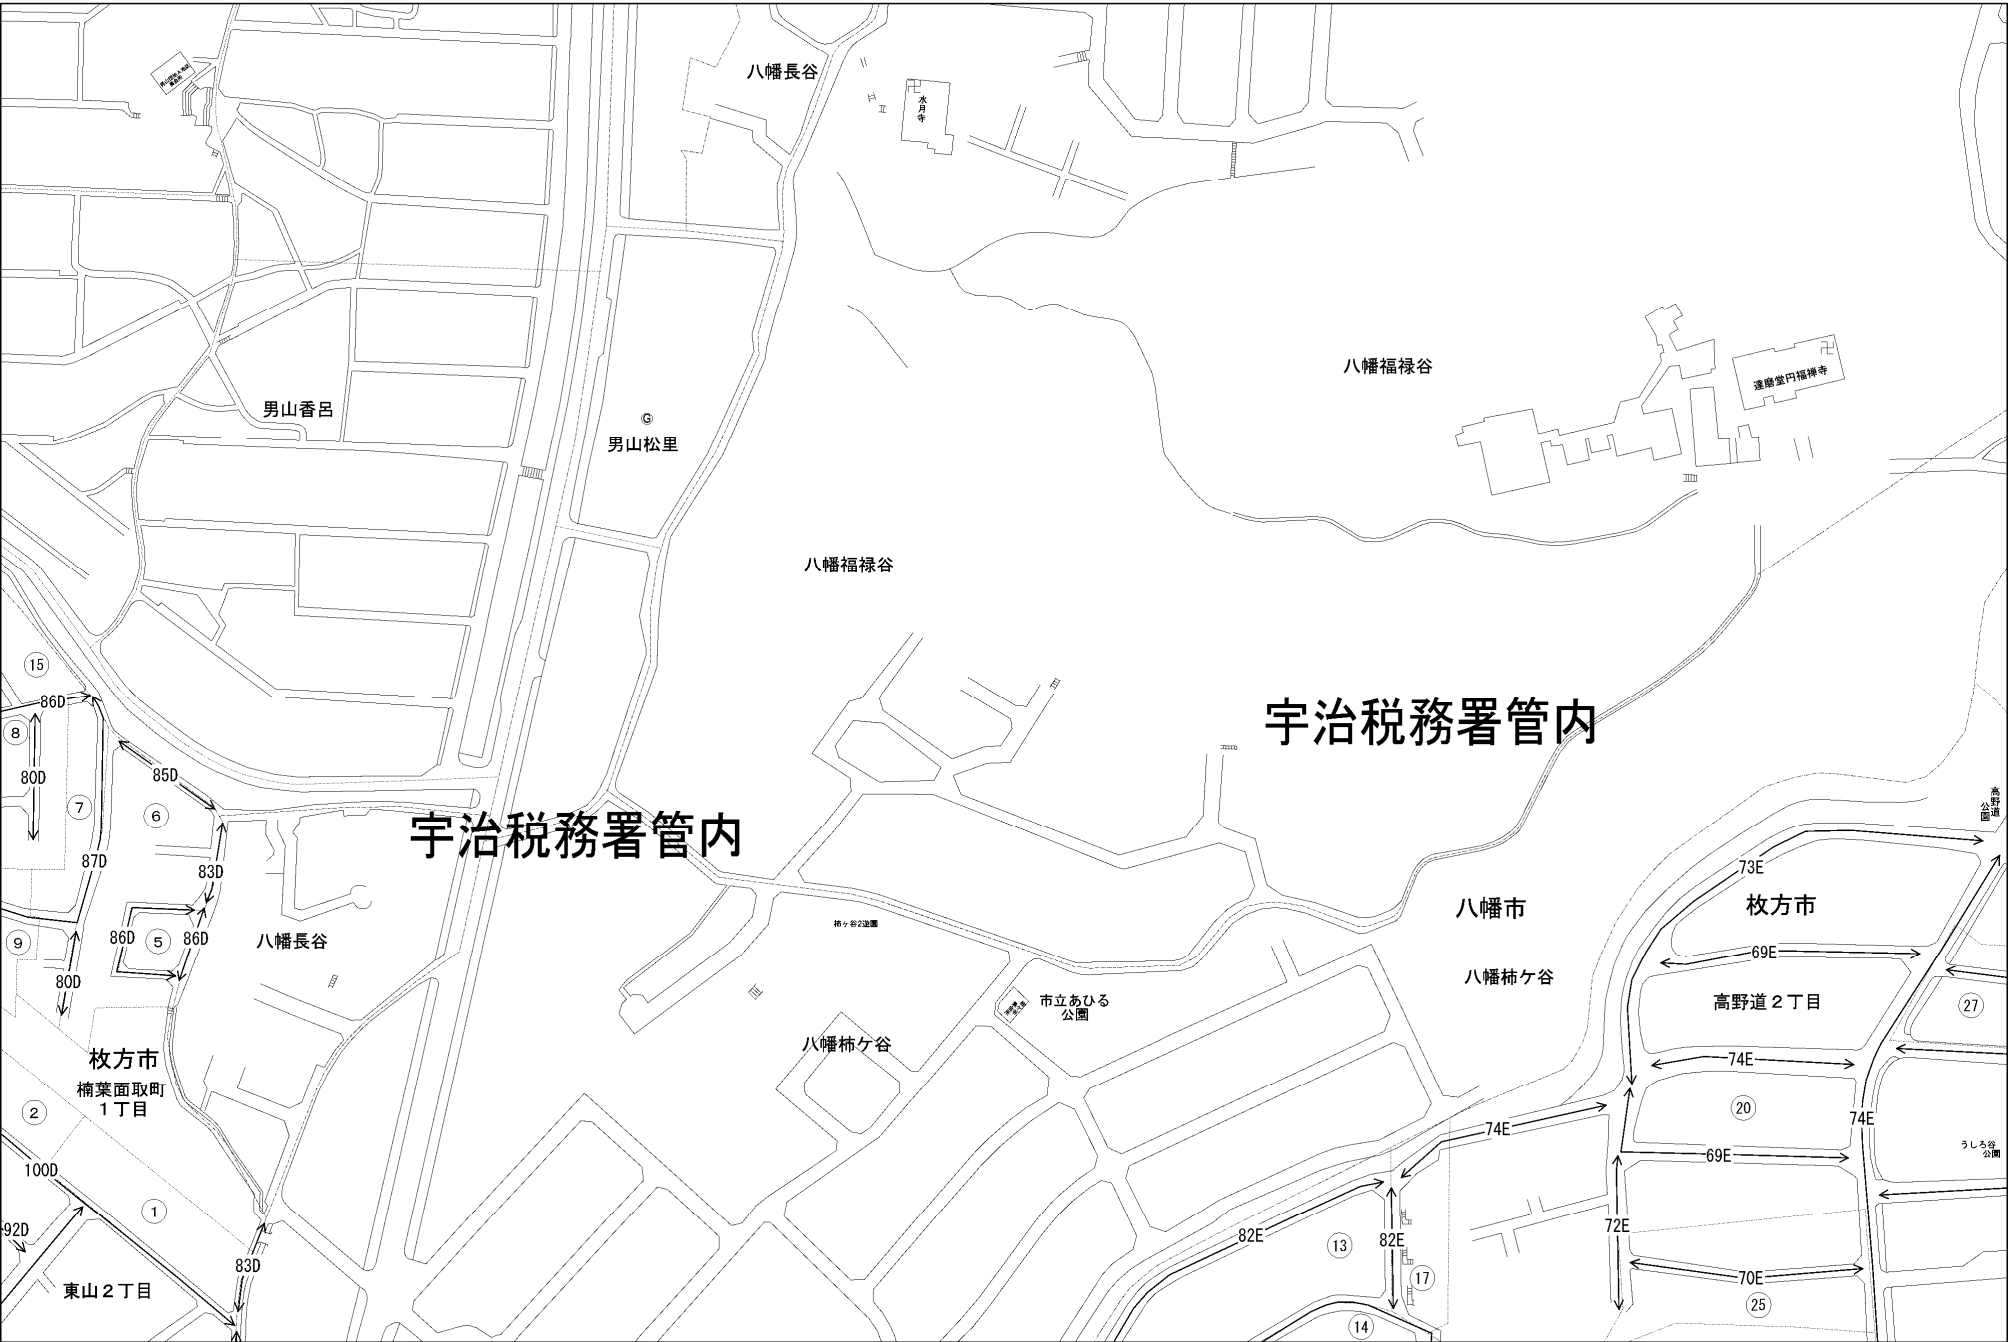 八幡長谷
水月寺
八幡福禄谷
達磨堂円福禅寺
男山香呂
Ⓖ
男山松里
八幡福禄谷
15
86D
8
80D
85D
7
6
宇治税務署管内
宇治税務署管内
高野道
公園
87D
83D
73E
八幡市
枚方市
柿ヶ谷2遊園
9
86D
5
86D
八幡長谷
69E
80D
八幡柿ケ谷
市立あひる
公園
高野道２丁目
27
八幡柿ケ谷
枚方市
楠葉面取町
１丁目
74E
2
20
74E
74E
うしろ谷
公園
69E
100D
1
92D
72E
82E
82E
13
83D
17
70E
東山２丁目
25
14